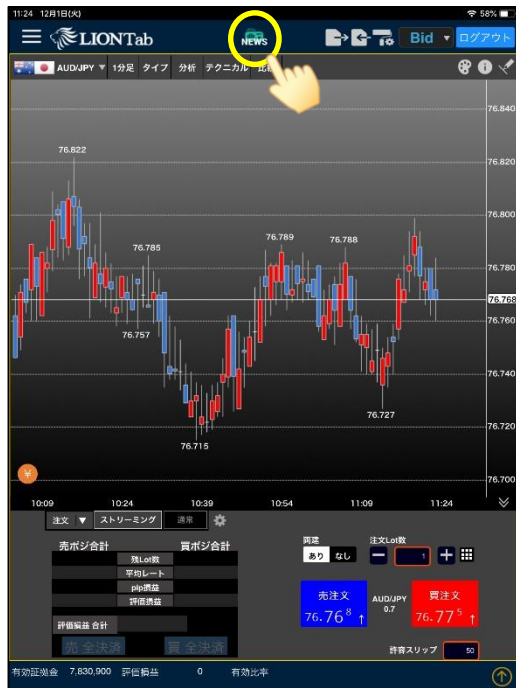 11:24 12月1日(火) 58%
LIONTab NEWS Bid ▼ ログアウト
AUD/JPY ▼ 1分足 タイプ 分析 テクニカル
76.840
76.822
76.820
76.800
76.789 76.788
76.785
76.780
76.768
76.757
76.760
76.740
76.727
76.720
76.715
76.700
¥
10:09 10:24 10:39 10:54 11:09 11:24
注文 ▼ ストリーミング 通常
売ポジ合計 買ポジ合計
残Lot数
平均レート
pip損益
評価損益
評価損益 合計
売 全決済 買 全決済
両建 注文Lot数
あり なし − 1 +
売注文 AUD/JPY 買注文
76.76⁸ ↑ 0.7 76.77⁵ ↑
許容スリップ 50
有効証拠金 7,830,900 評価損益 0 有効比率